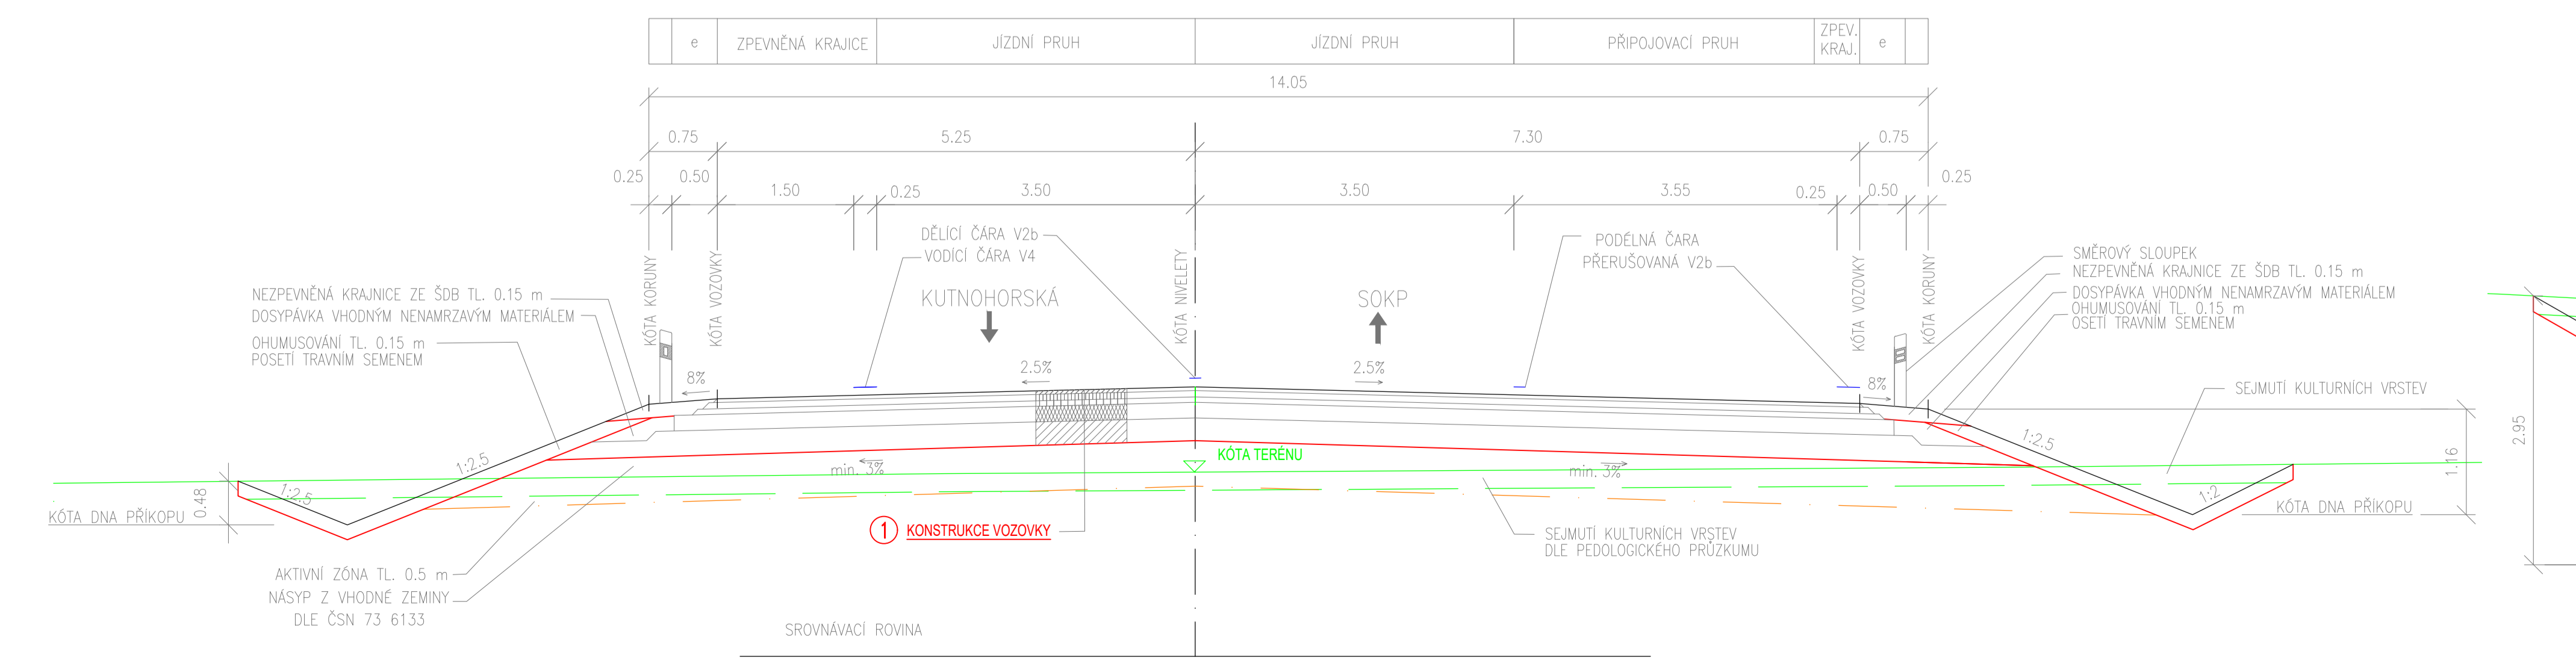 e
ZPEVNĚNÁ KRAJICE
JÍZDNÍ PRUH
JÍZDNÍ PRUH
PŘIPOJOVACÍ PRUH
ZPEV.
KRAJ.
e
14.05
0.75
5.25
7.30
0.75
0.25
0.50
1.50
0.25
3.50
3.50
3.55
0.25
0.50
0.25
DĚLÍCÍ ČÁRA V2b
VODÍCÍ ČÁRA V4
PODÉLNÁ ČARA
PŘERUŠOVANÁ V2b
KÓTA KORUNY
KÓTA VOZOVKY
KÓTA NIVELETY
KÓTA VOZOVKY
KÓTA KORUNY
SMĚROVÝ SLOUPEK
NEZPEVNĚNÁ KRAJNICE ZE ŠDB TL. 0.15 m
DOSYPÁVKA VHODNÝM NENAMRZAVÝM MATERIÁLEM
OHUMUSOVÁNÍ TL. 0.15 m
OSETÍ TRAVNÍM SEMENEM
NEZPEVNĚNÁ KRAJNICE ZE ŠDB TL. 0.15 m
DOSYPÁVKA VHODNÝM NENAMRZAVÝM MATERIÁLEM
OHUMUSOVÁNÍ TL. 0.15 m
POSETÍ TRAVNÍM SEMENEM
KUTNOHORSKÁ
SOKP
8%
2.5%
2.5%
8%
SEJMUTÍ KULTURNÍCH VRSTEV
1:2.5
1:2.5
1:2.5
1:2
min. 3%
min. 3%
KÓTA TERÉNU
0.48
1.16
2.95
KÓTA DNA PŘÍKOPU
KÓTA DNA PŘÍKOPU
1 KONSTRUKCE VOZOVKY
SEJMUTÍ KULTURNÍCH VRSTEV
DLE PEDOLOGICKÉHO PRŮZKUMU
AKTIVNÍ ZÓNA TL. 0.5 m
NÁSYP Z VHODNÉ ZEMINY
DLE ČSN 73 6133
SROVNÁVACÍ ROVINA